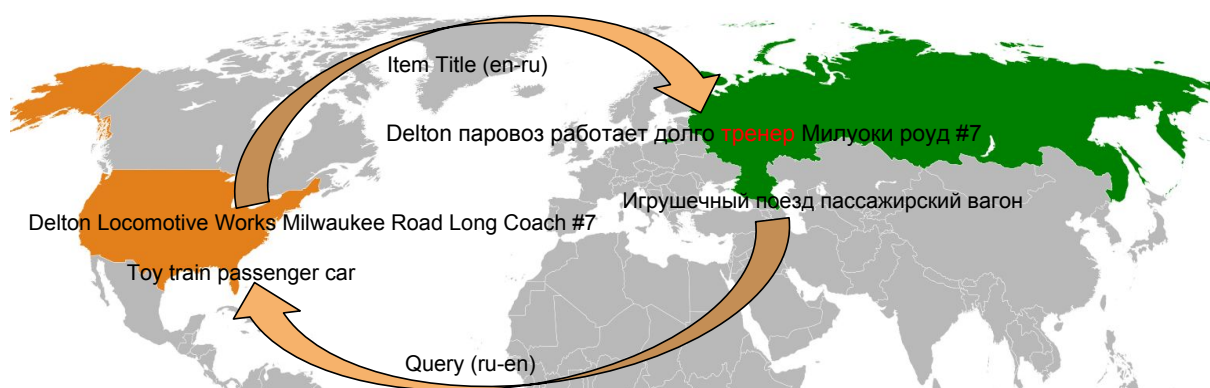 Item Title (en-ru)
Delton паровоз работает долго тренер Милуоки роуд #7
Игрушечный поезд пассажирский вагон
Delton Locomotive Works Milwaukee Road Long Coach #7
Toy train passenger car
Query (ru-en)